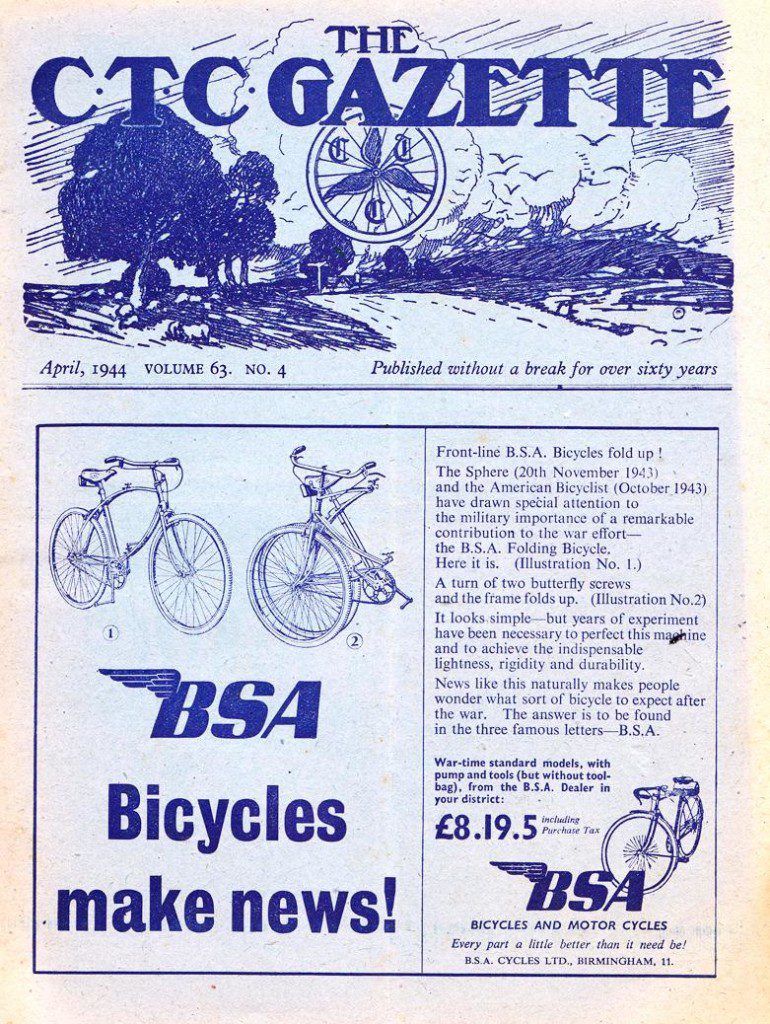 THE
C·T·C·GAZETTE
C T C
April, 1944 VOLUME 63. NO. 4 Published without a break for over sixty years
1
2
BSA
Bicycles
make news!
Front-line B.S.A. Bicycles fold up !
The Sphere (20th November 1943)
and the American Bicyclist (October 1943)
have drawn special attention to
the military importance of a remarkable
contribution to the war effort—
the B.S.A. Folding Bicycle.
Here it is. (Illustration No. 1.)
A turn of two butterfly screws
and the frame folds up. (Illustration No.2)
It looks simple—but years of experiment
have been necessary to perfect this machine
and to achieve the indispensable
lightness, rigidity and durability.
News like this naturally makes people
wonder what sort of bicycle to expect after
the war. The answer is to be found
in the three famous letters—B.S.A.
War-time standard models, with
pump and tools (but without tool-
bag), from the B.S.A. Dealer in
your district:
£8.19.5 including
Purchase Tax
BSA
BICYCLES AND MOTOR CYCLES
Every part a little better than it need be!
B.S.A. CYCLES LTD., BIRMINGHAM, 11.